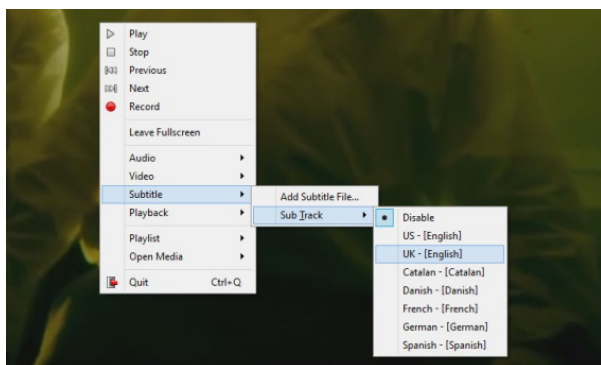 Play
Stop
Previous
Next
Record
Leave Fullscreen
Audio
Video
Subtitle
Playback
Playlist
Open Media
Quit Ctrl+Q
Add Subtitle File...
Sub Track
Disable
US - [English]
UK - [English]
Catalan - [Catalan]
Danish - [Danish]
French - [French]
German - [German]
Spanish - [Spanish]